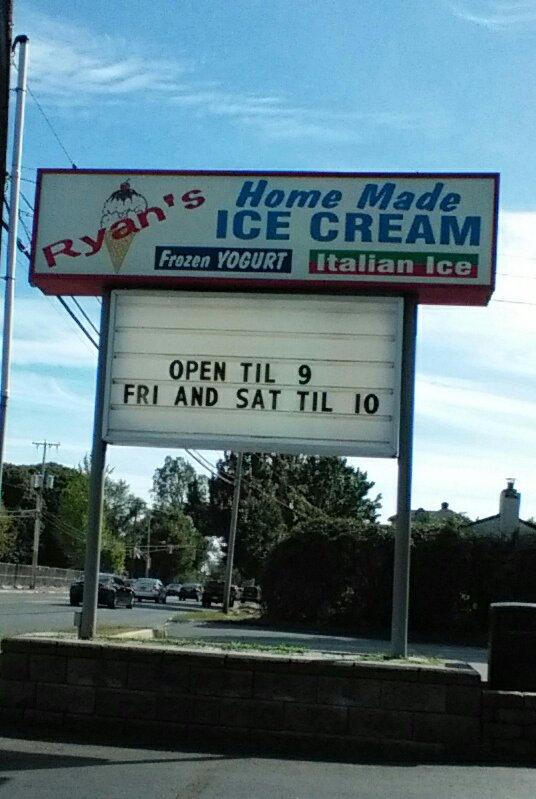 Ryan's
Home Made
ICE CREAM
Frozen YOGURT
Italian Ice
OPEN TIL 9
FRI AND SAT TIL 10